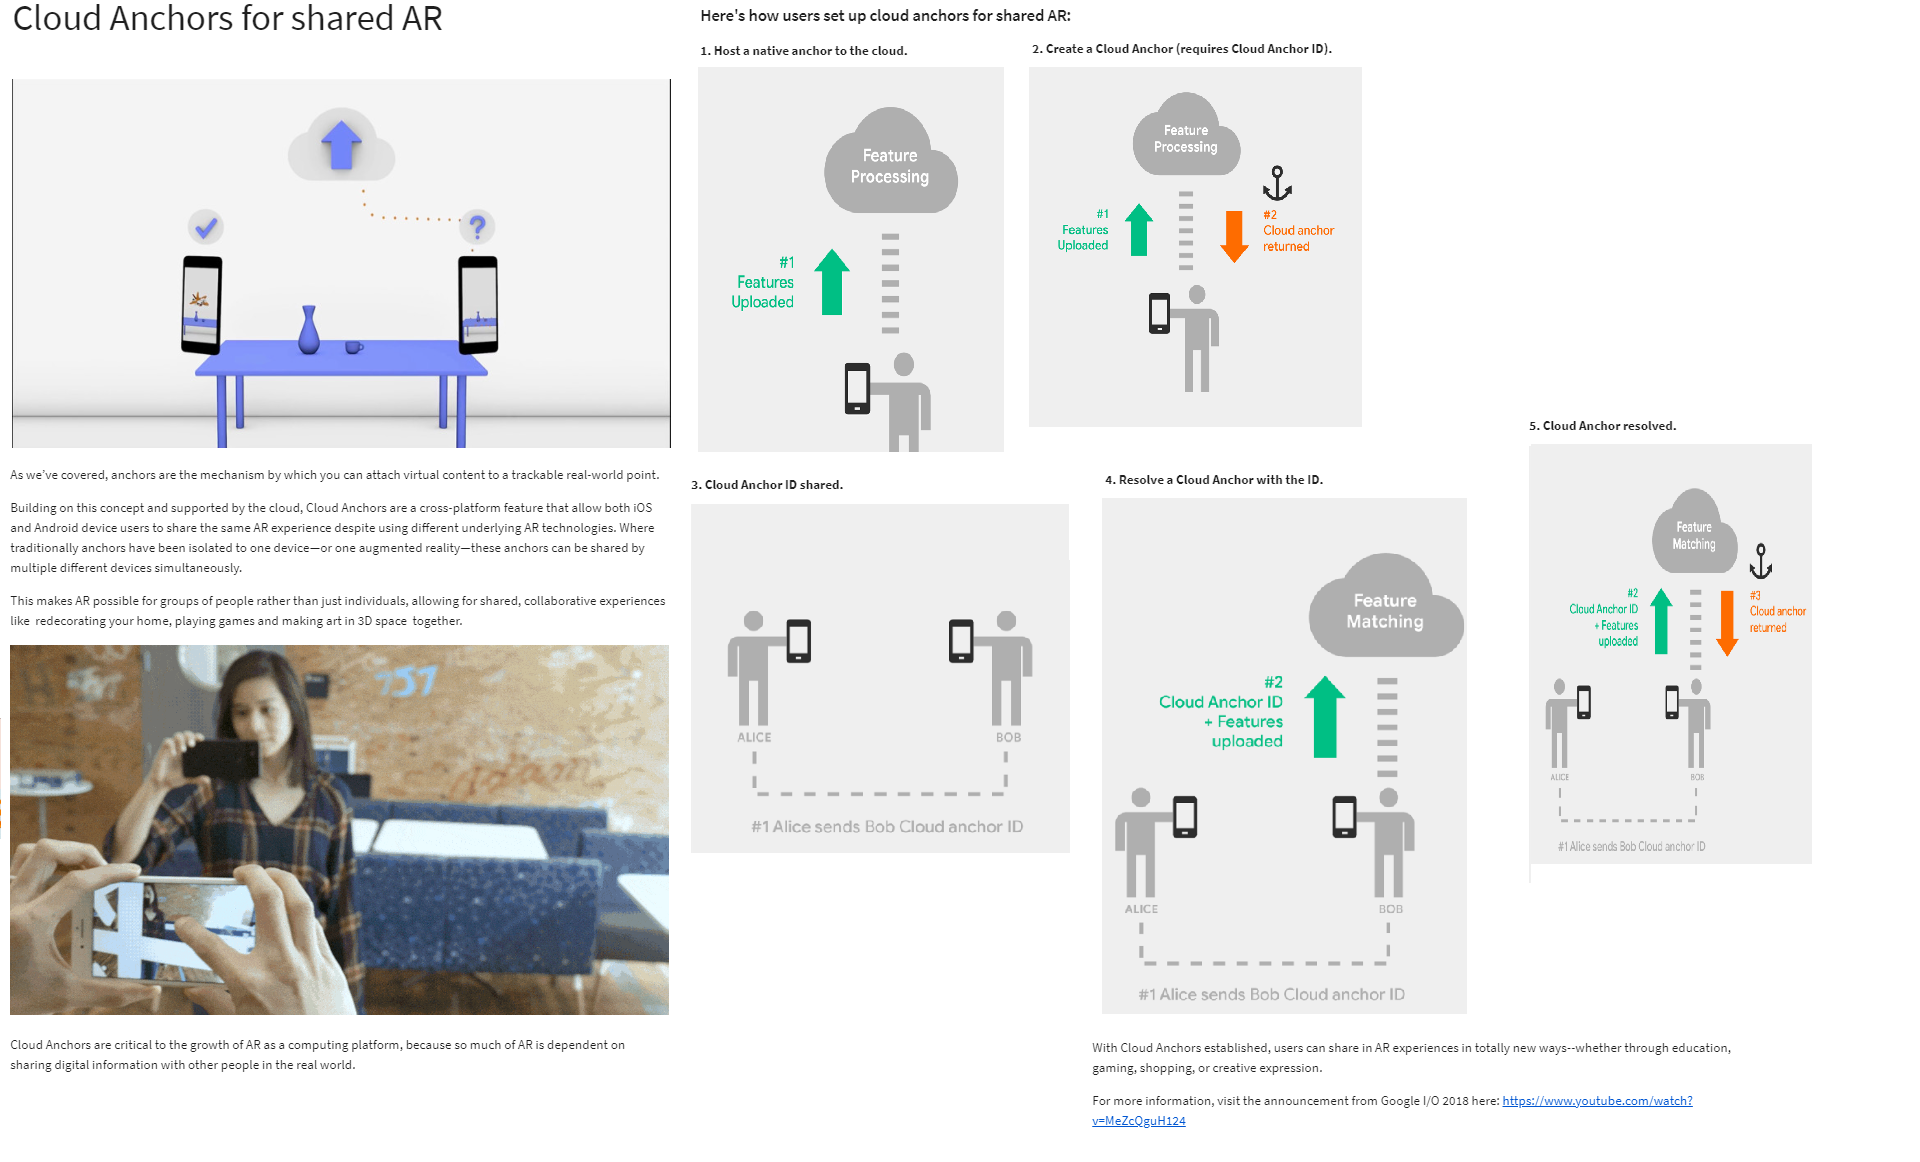 Cloud Anchors for shared AR
As we've covered, anchors are the mechanism by which you can attach virtual content to a trackable real-world point.
Building on this concept and supported by the cloud, Cloud Anchors are a cross-platform feature that allow both iOS
and Android device users to share the same AR experience despite using different underlying AR technologies. Where
traditionally anchors have been isolated to one device—or one augmented reality—these anchors can be shared by
multiple different devices simultaneously.
This makes AR possible for groups of people rather than just individuals, allowing for shared, collaborative experiences
like redecorating your home, playing games and making art in 3D space together.
757
Cloud Anchors are critical to the growth of AR as a computing platform, because so much of AR is dependent on
sharing digital information with other people in the real world.
Here's how users set up cloud anchors for shared AR:
1. Host a native anchor to the cloud.
Feature
Processing
#1
Features
Uploaded
2. Create a Cloud Anchor (requires Cloud Anchor ID).
Feature
Processing
#1
Features
Uploaded
#2
Cloud anchor
returned
3. Cloud Anchor ID shared.
ALICE
BOB
#1 Alice sends Bob Cloud anchor ID
4. Resolve a Cloud Anchor with the ID.
Feature
Matching
#2
Cloud Anchor ID
+ Features
uploaded
ALICE
BOB
#1 Alice sends Bob Cloud anchor ID
5. Cloud Anchor resolved.
Feature
Matching
#2
Cloud Anchor ID
+ Features
uploaded
#3
Cloud anchor
returned
ALICE
BOB
#1 Alice sends Bob Cloud anchor ID
With Cloud Anchors established, users can share in AR experiences in totally new ways--whether through education,
gaming, shopping, or creative expression.
For more information, visit the announcement from Google I/O 2018 here: https://www.youtube.com/watch?
v=MeZcQguH124